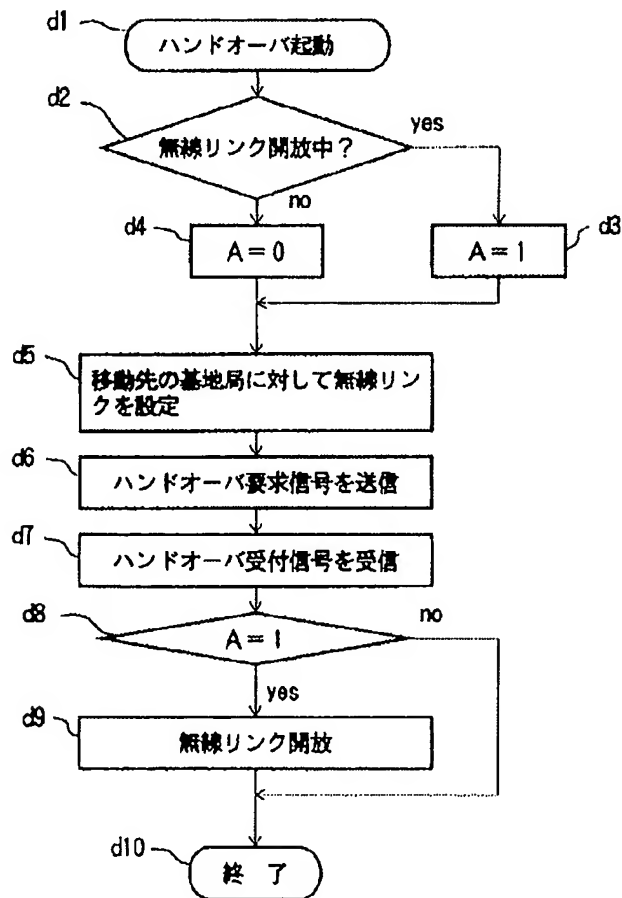 d1
ハンドオーバ起動
d2
無線リンク開放中？
yes
no
d4
A＝0
A＝1
d3
d5
移動先の基地局に対して無線リン
クを設定
d6
ハンドオーバ要求信号を送信
d7
ハンドオーバ受付信号を受信
d8
A＝1
no
yes
d9
無線リンク開放
d10
終 了